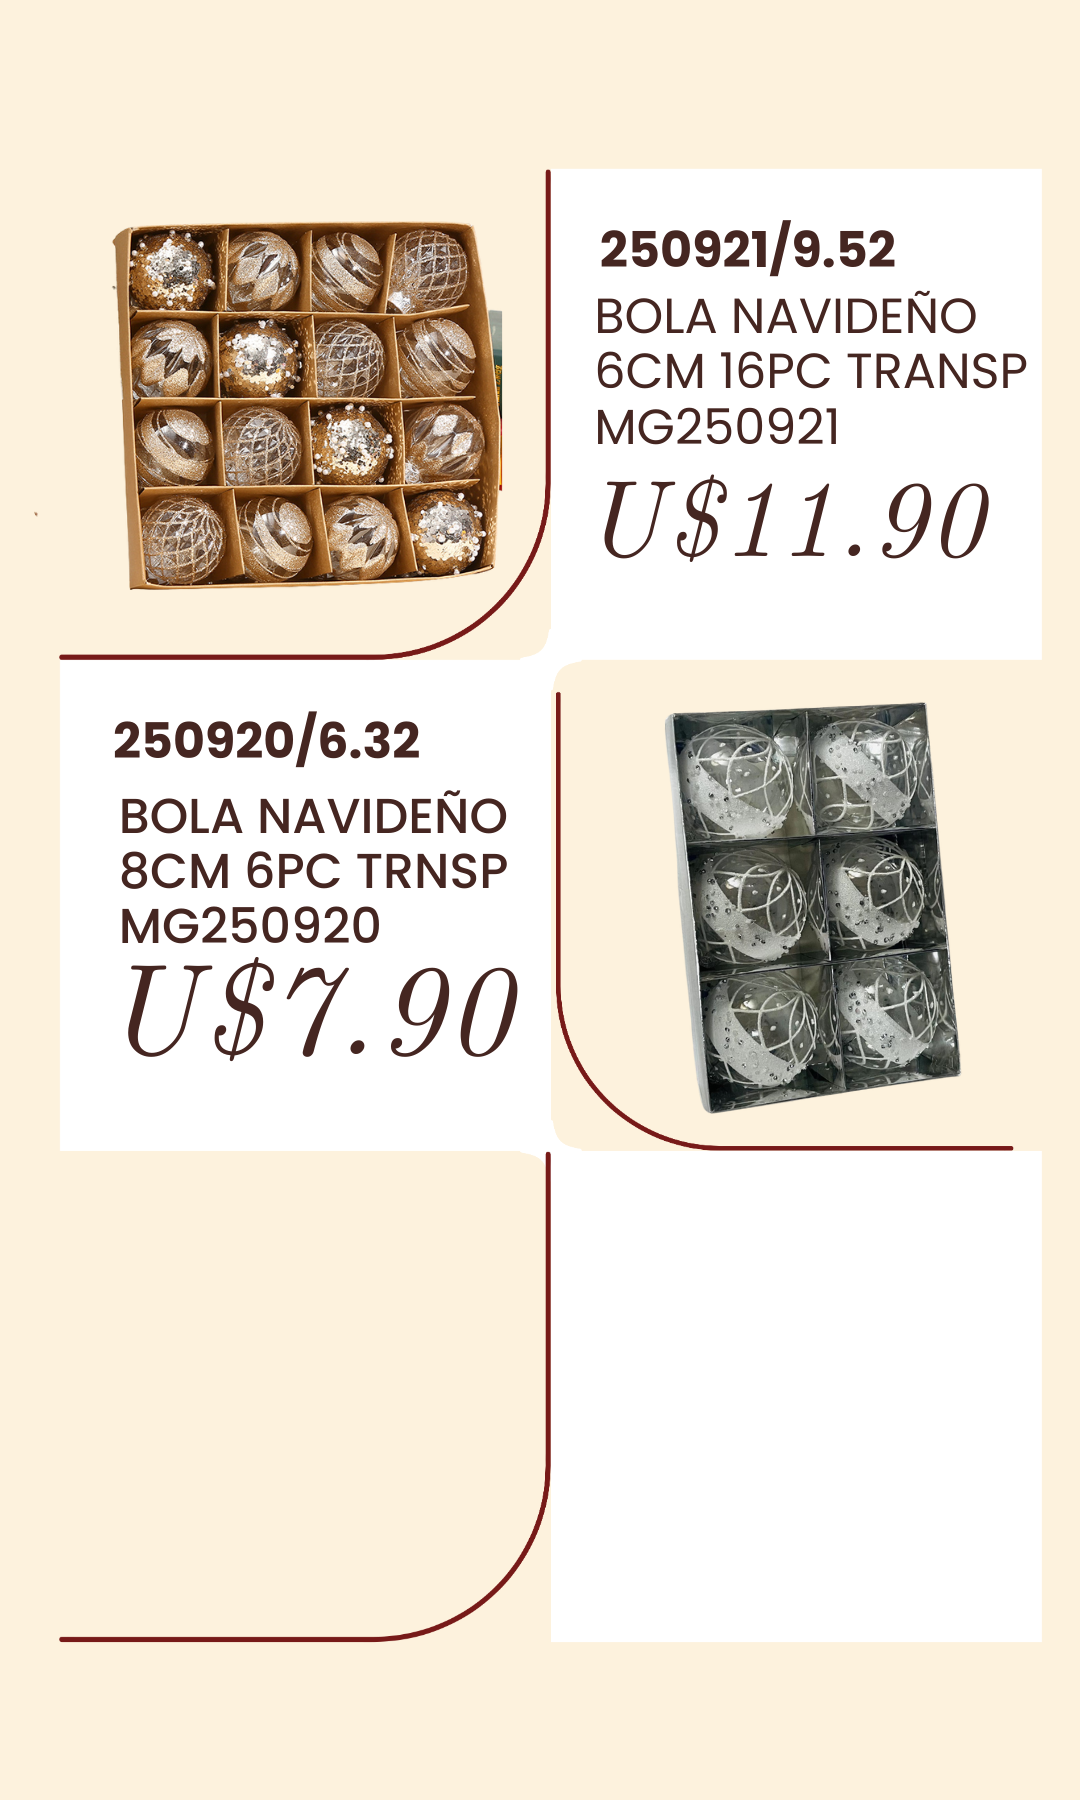 250921/9.52
BOLA NAVIDEÑO
6CM 16PC TRANSP
MG250921
U$11.90
250920/6.32
BOLA NAVIDEÑO
8CM 6PC TRNSP
MG250920
U$7.90